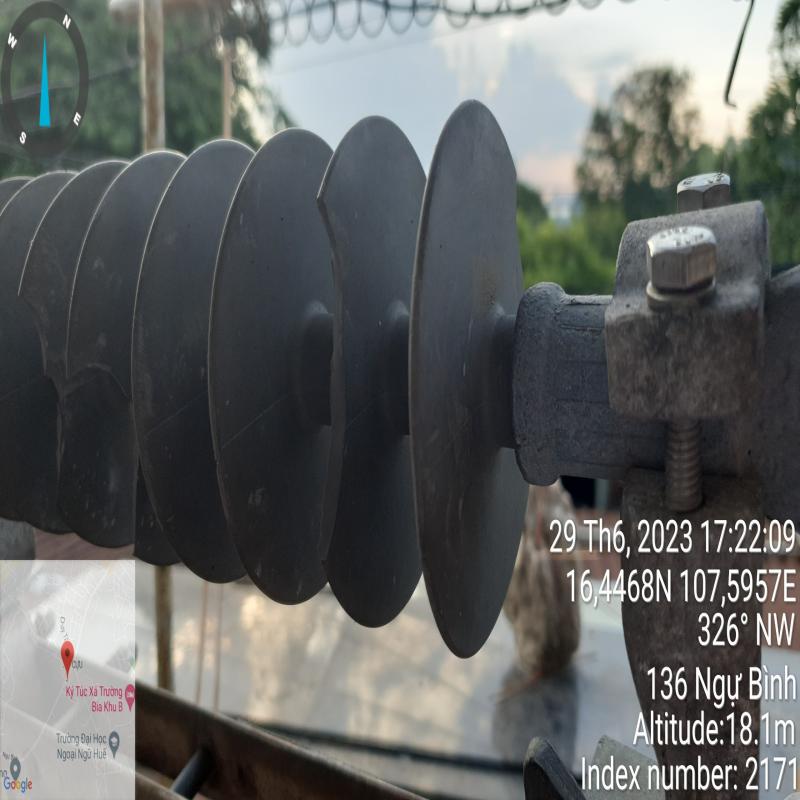 N
W
E
S
29 Th6, 2023 17:22:09
16,4468N 107,5957E
326° NW
136 Ngự Bình
Altitude:18.1m
Index number: 2171
Ký Túc Xá Trường
Bia Khu B
Trường Đại Học
Ngoại Ngữ Huế
Google